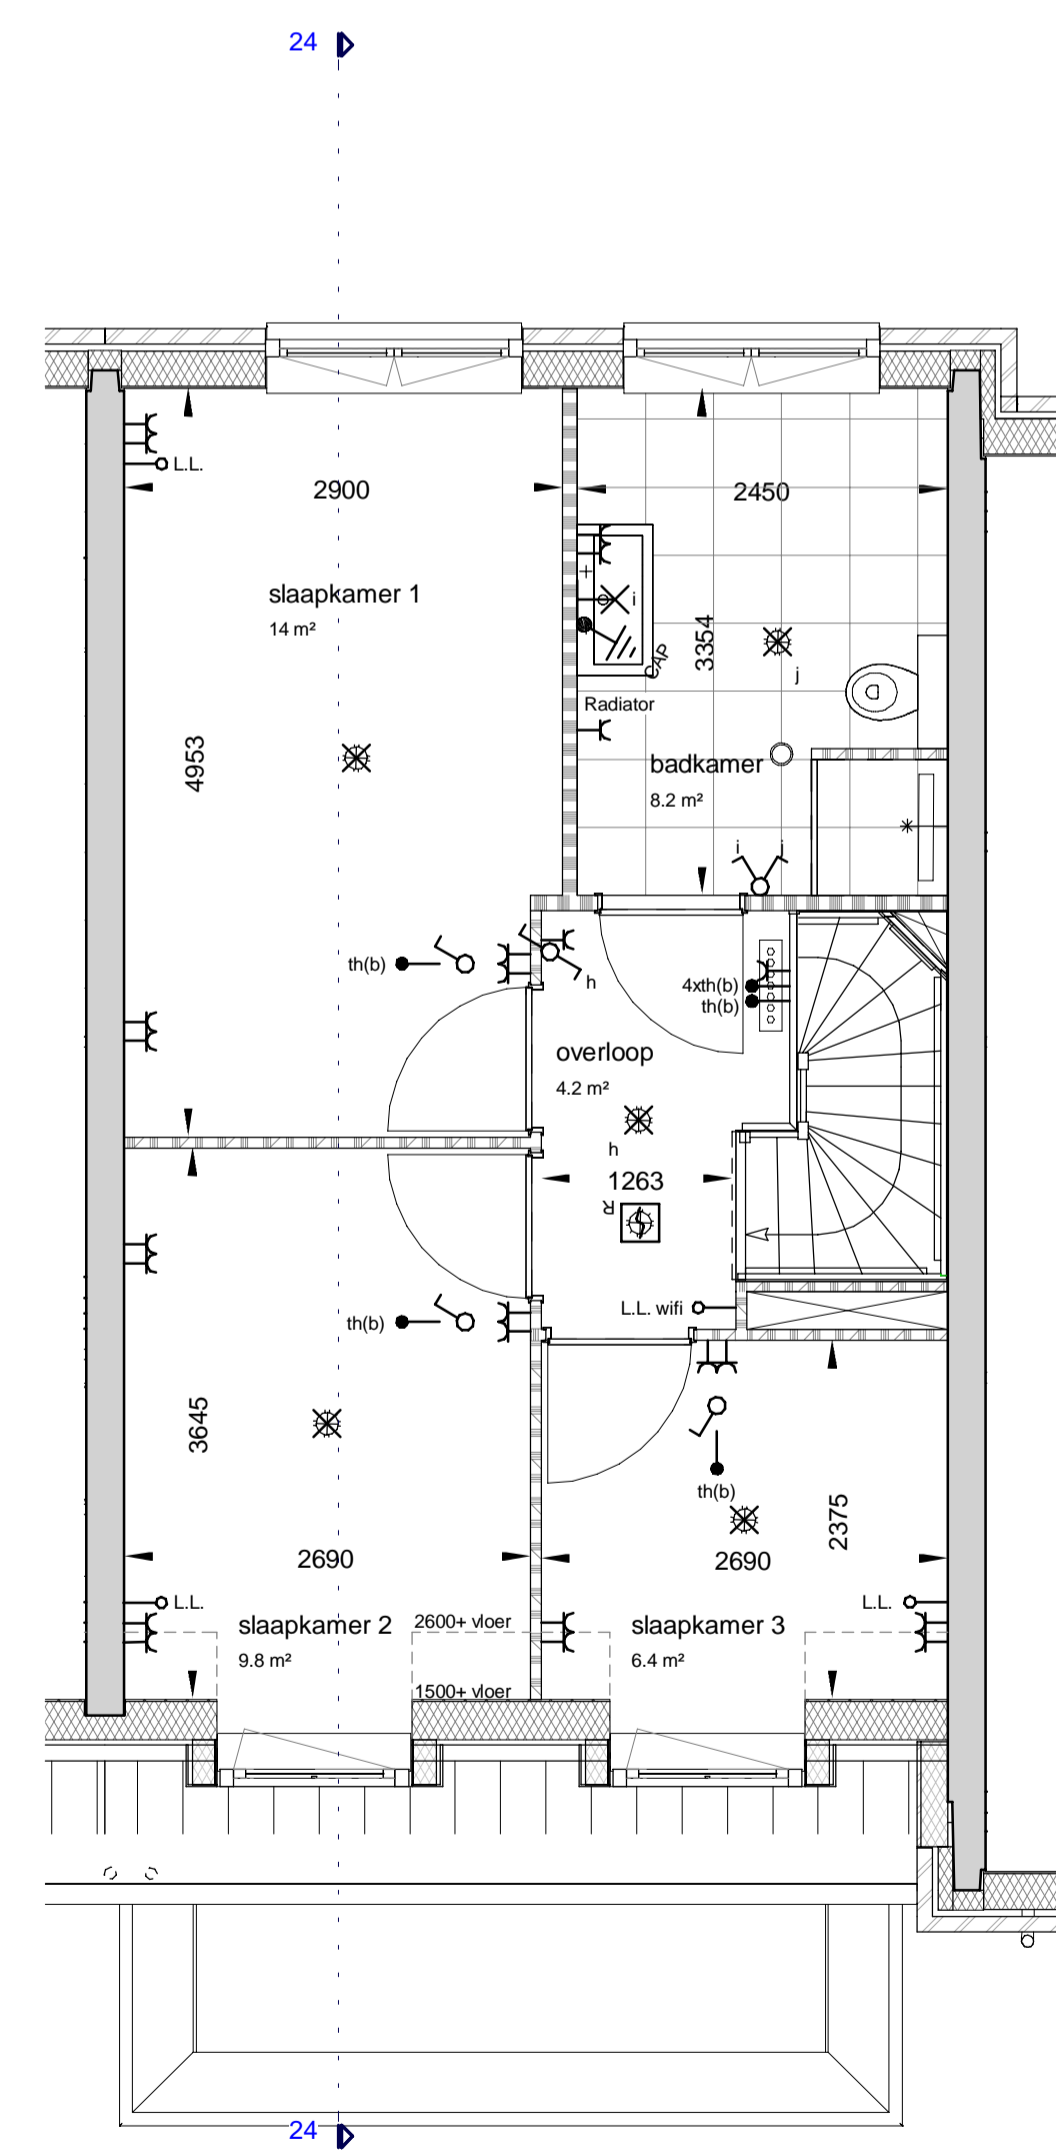 24
L.L.
2900
2450
slaapkamer 1
14 m²
i
3354
CAP
j
Radiator
4953
badkamer
8.2 m²
i
j
th(b)
h
4xth(b)
th(b)
overloop
4.2 m²
h
1263
R
L.L. wifi
th(b)
3645
th(b)
2375
2690
2690
L.L.
L.L.
slaapkamer 2
9.8 m²
2600+ vloer
slaapkamer 3
6.4 m²
1500+ vloer
24